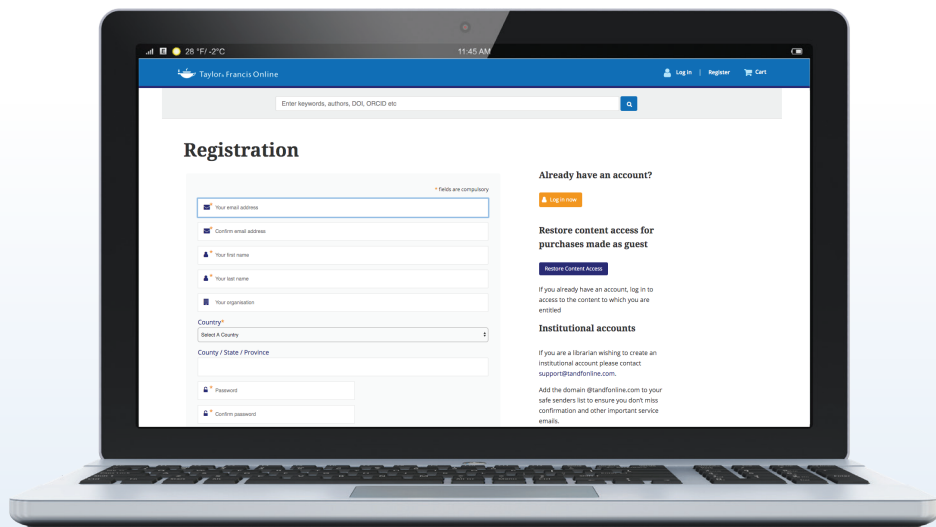 28 °F/ -2°C
11:45 AM
Taylor & Francis Online
Log in | Register Cart
Enter keywords, authors, DOI, ORCID etc
Registration
* fields are compulsory
* Your email address
* Confirm email address
* Your first name
* Your last name
Your organisation
Country*
Select A Country
County / State / Province
* Password
* Confirm password
Already have an account?
Log in now
Restore content access for
purchases made as guest
Restore Content Access
If you already have an account, log in to
access to the content to which you are
entitled
Institutional accounts
If you are a librarian wishing to create an
institutional account please contact
support@tandfonline.com.
Add the domain @tandfonline.com to your
safe senders list to ensure you don't miss
confirmation and other important service
emails.